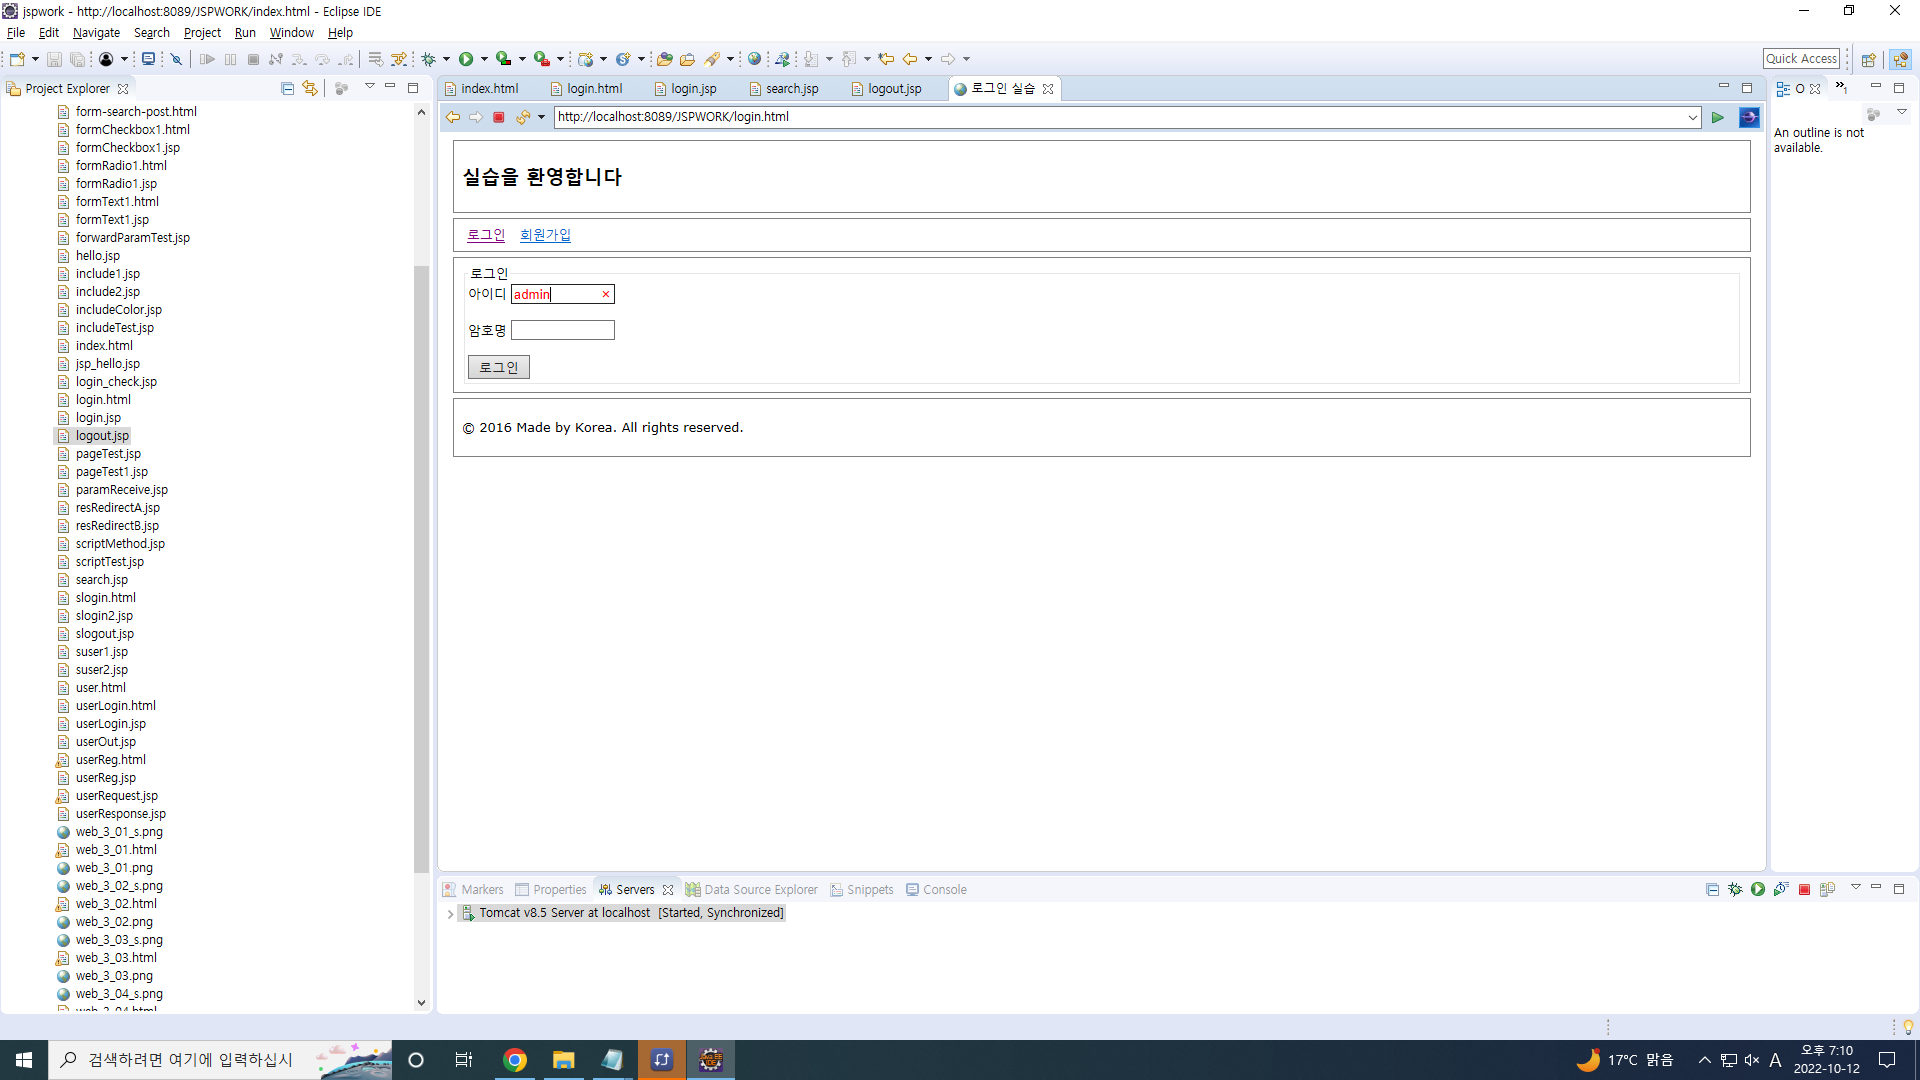 jspwork - http://localhost:8089/JSPWORK/index.html - Eclipse IDE
File Edit Navigate Search Project Run Window Help
Quick Access
Project Explorer
form-search-post.html
formCheckbox1.html
formCheckbox1.jsp
formRadio1.html
formRadio1.jsp
formText1.html
formText1.jsp
forwardParamTest.jsp
hello.jsp
include1.jsp
include2.jsp
includeColor.jsp
includeTest.jsp
index.html
jsp_hello.jsp
login_check.jsp
login.html
login.jsp
logout.jsp
pageTest.jsp
pageTest1.jsp
paramReceive.jsp
resRedirectA.jsp
resRedirectB.jsp
scriptMethod.jsp
scriptTest.jsp
search.jsp
slogin.html
slogin2.jsp
slogout.jsp
suser1.jsp
suser2.jsp
user.html
userLogin.html
userLogin.jsp
userOut.jsp
userReg.html
userReg.jsp
userRequest.jsp
userResponse.jsp
web_3_01_s.png
web_3_01.html
web_3_01.png
web_3_02_s.png
web_3_02.html
web_3_02.png
web_3_03_s.png
web_3_03.html
web_3_03.png
web_3_04_s.png
web_3_04.html
index.html login.html login.jsp search.jsp logout.jsp 로그인 실습
http://localhost:8089/JSPWORK/login.html
실습을 환영합니다
로그인 회원가입
로그인
아이디 admin
암호명
로그인
© 2016 Made by Korea. All rights reserved.
O
An outline is not
available.
Markers Properties Servers Data Source Explorer Snippets Console
Tomcat v8.5 Server at localhost [Started, Synchronized]
검색하려면 여기에 입력하십시
17°C 맑음
A
오후 7:10
2022-10-12